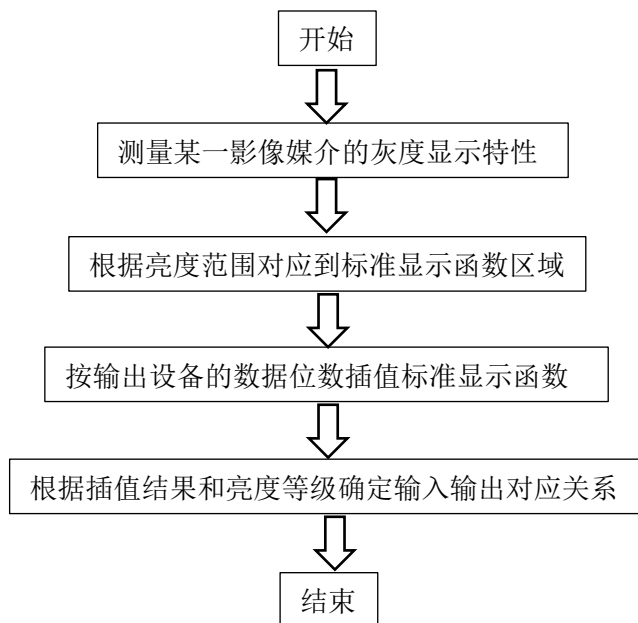 开始
测量某一影像媒介的灰度显示特性
根据亮度范围对应到标准显示函数区域
按输出设备的数据位数插值标准显示函数
根据插值结果和亮度等级确定输入输出对应关系
结束